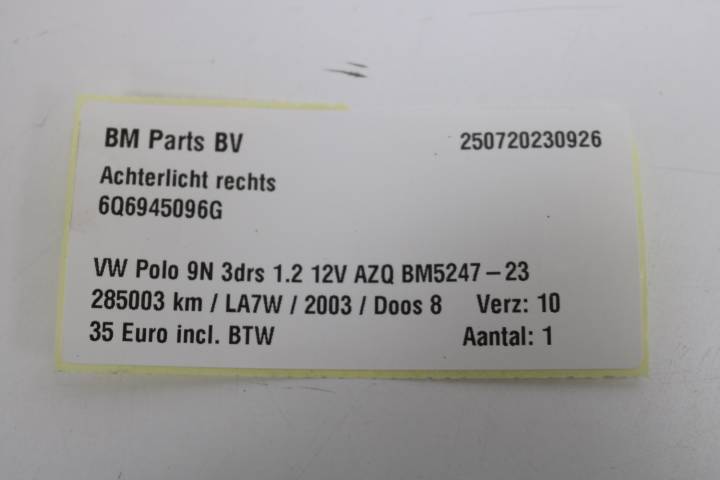 BM Parts BV 250720230926
Achterlicht rechts
6Q6945096G
VW Polo 9N 3drs 1.2 12V AZQ BM5247-23
285003 km / LA7W / 2003 / Doos 8 Verz: 10
35 Euro incl. BTW Aantal: 1